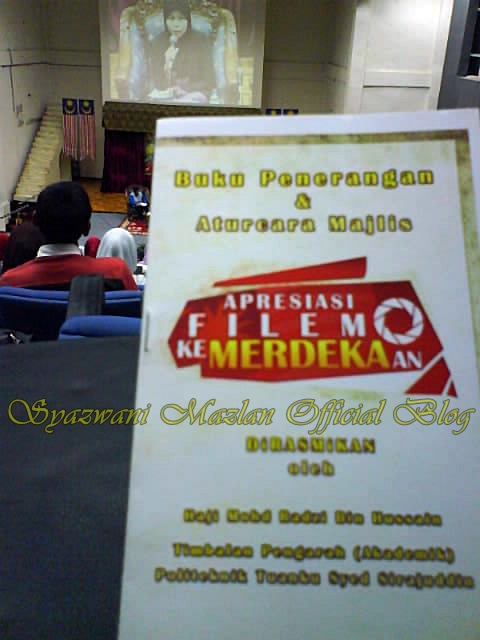 Buku Penerangan
&
Aturcara Majlis
APRESIASI
FILEM
KEMERDEKAAN
Syazwani Mazlan Official Blog
DiRASMiKAN
oleh
Haji Mohd Radzi Bin Hussain
Timbalan Pengarah (Akademik)
Politeknik Tuanku Syed Sirajuddin